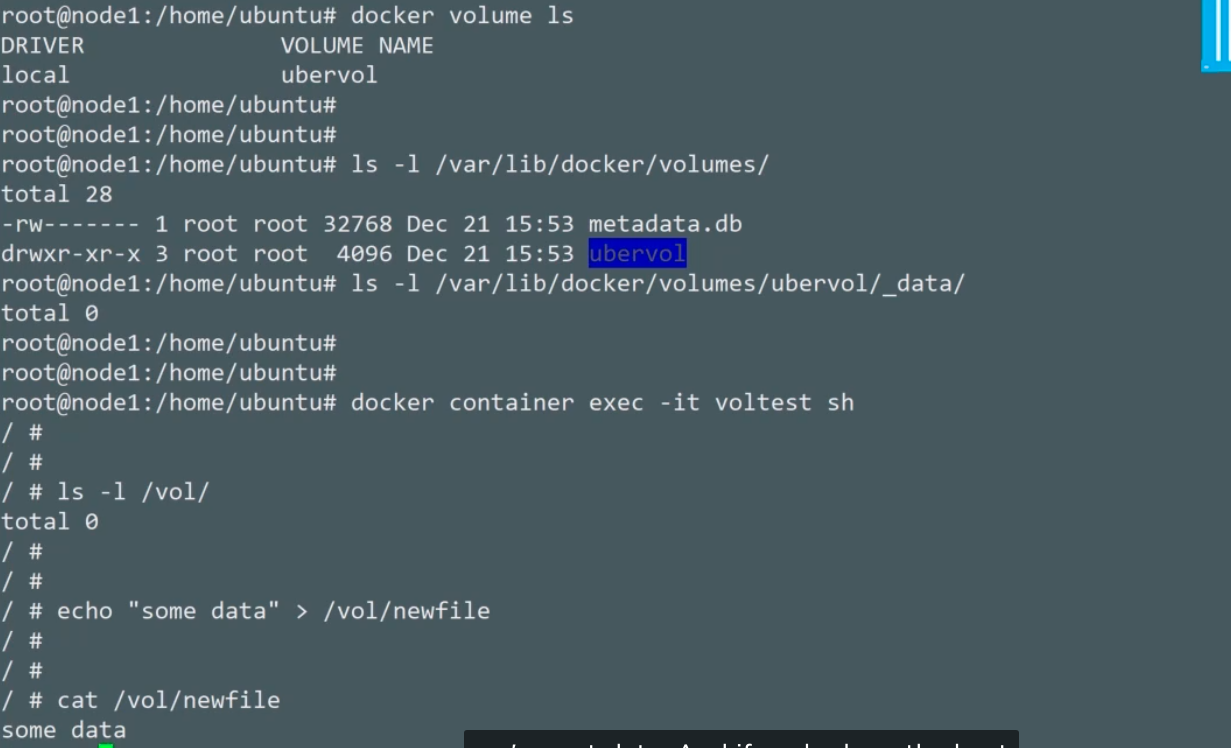 root@node1:/home/ubuntu# docker volume ls
DRIVER              VOLUME NAME
local               ubervol
root@node1:/home/ubuntu#
root@node1:/home/ubuntu#
root@node1:/home/ubuntu# ls -l /var/lib/docker/volumes/
total 28
-rw------- 1 root root 32768 Dec 21 15:53 metadata.db
drwxr-xr-x 3 root root  4096 Dec 21 15:53 ubervol
root@node1:/home/ubuntu# ls -l /var/lib/docker/volumes/ubervol/_data/
total 0
root@node1:/home/ubuntu#
root@node1:/home/ubuntu#
root@node1:/home/ubuntu# docker container exec -it voltest sh
/ #
/ #
/ # ls -l /vol/
total 0
/ #
/ #
/ # echo "some data" > /vol/newfile
/ #
/ #
/ # cat /vol/newfile
some data